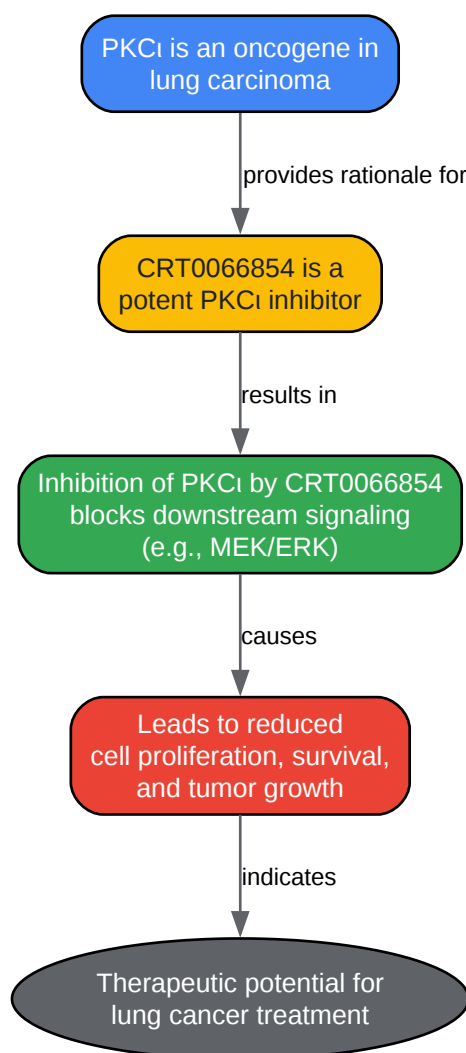 PKCι is an oncogene in
lung carcinoma
provides rationale for
CRT0066854 is a
potent PKCι inhibitor
results in
Inhibition of PKCι by CRT0066854
blocks downstream signaling
(e.g., MEK/ERK)
causes
Leads to reduced
cell proliferation, survival,
and tumor growth
indicates
Therapeutic potential for
lung cancer treatment